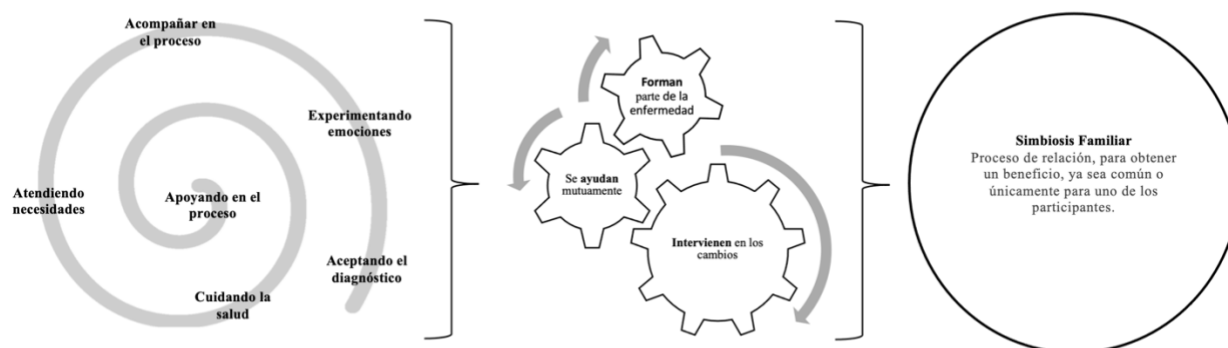 Acompañar en
el proceso
Experimentando
emociones
Atendiendo
necesidades
Apoyando en el
proceso
Aceptando el
diagnóstico
Cuidando la
salud
Forman
parte de la
enfermedad
Se ayudan
mutuamente
Intervienen en los
cambios
Simbiosis Familiar
Proceso de relación, para obtener
un beneficio, ya sea común o
únicamente para uno de los
participantes.